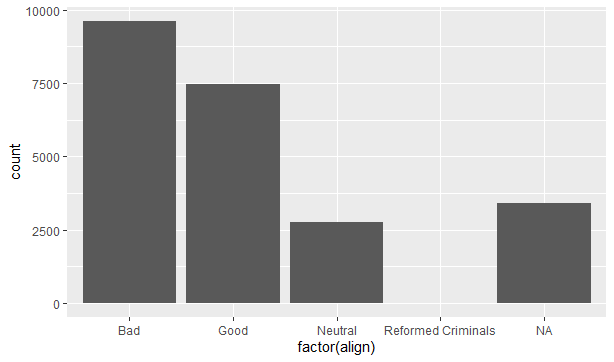 10000
7500
5000
2500
0
count
Bad Good Neutral Reformed Criminals NA
factor(align)